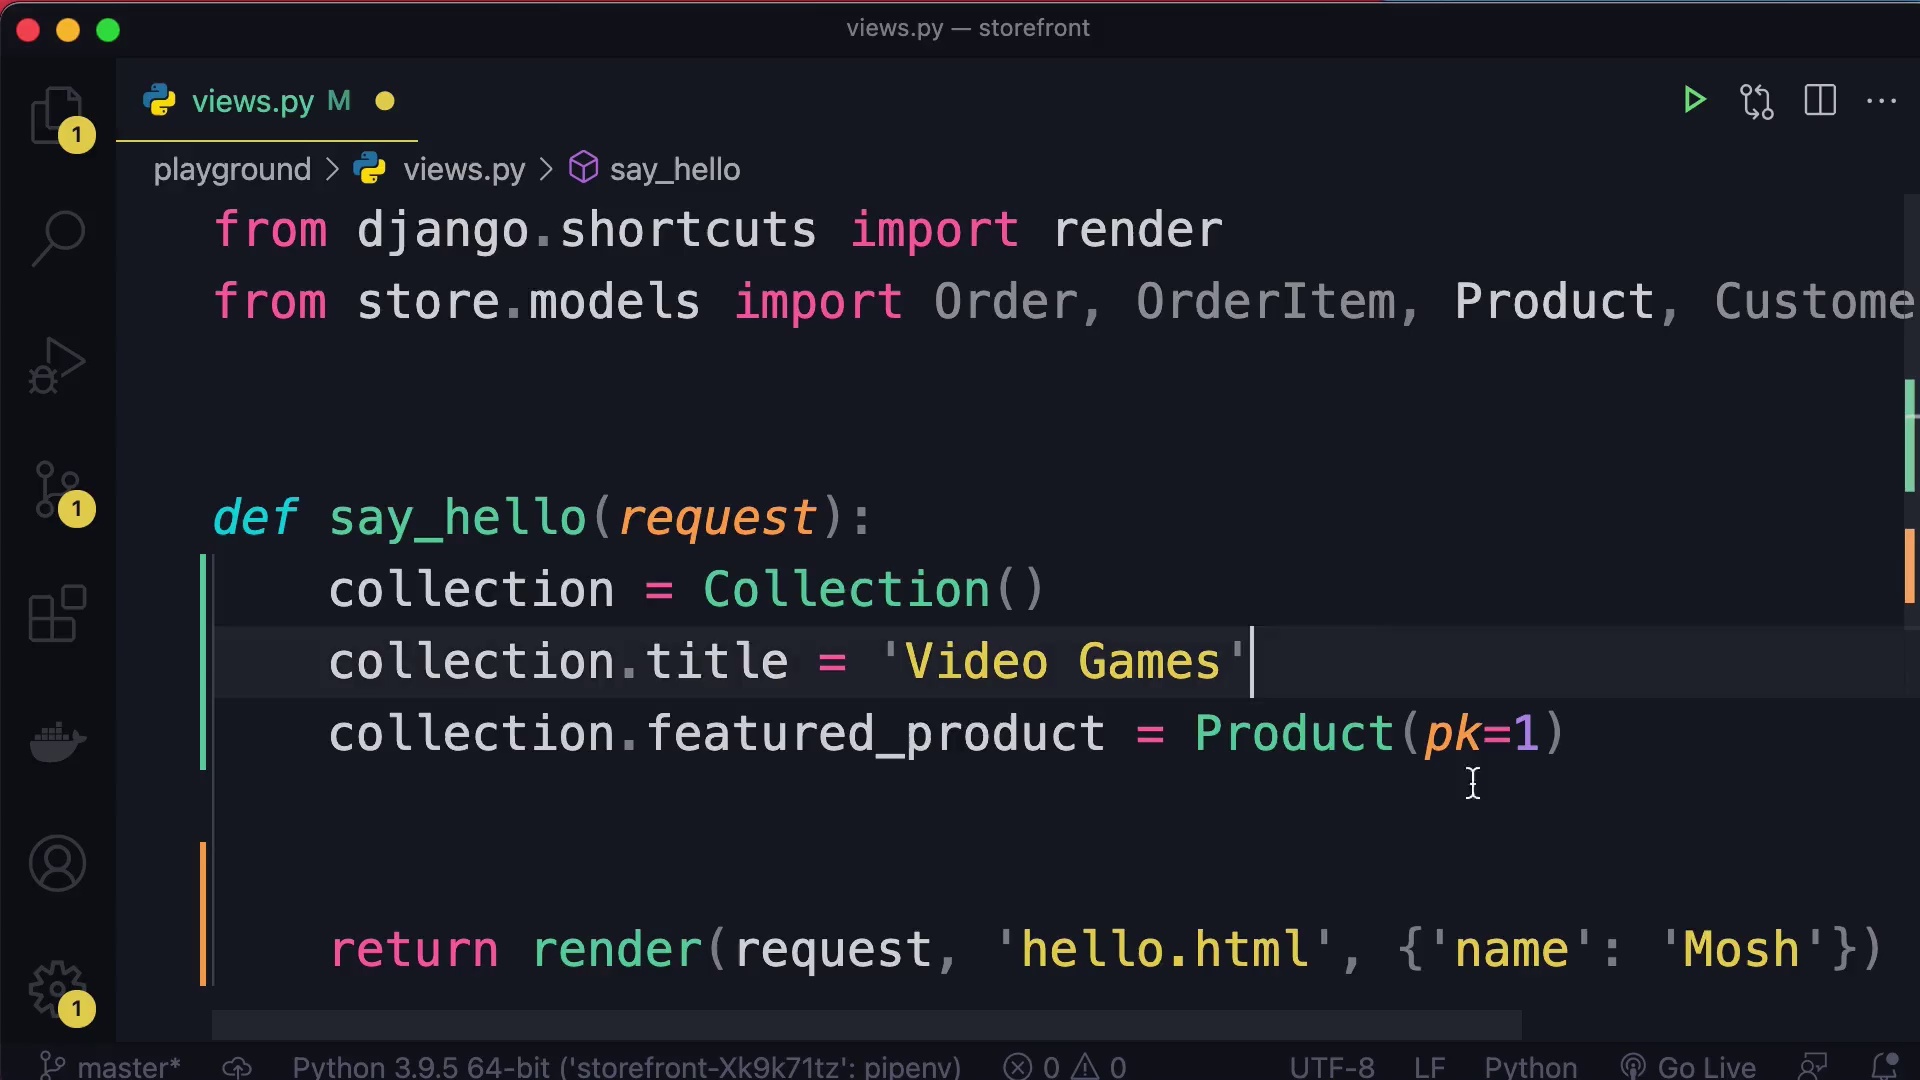 views.py — storefront
views.py M
playground > views.py > say_hello
from django.shortcuts import render
from store.models import Order, OrderItem, Product, Custome
def say_hello(request):
    collection = Collection()
    collection.title = 'Video Games'
    collection.featured_product = Product(pk=1)
    return render(request, 'hello.html', {'name': 'Mosh'})
1
1
1
master* Python 3.9.5 64-bit ('storefront-Xk9k71tz': pipenv) 0 0 UTF-8 LF Python Go Live